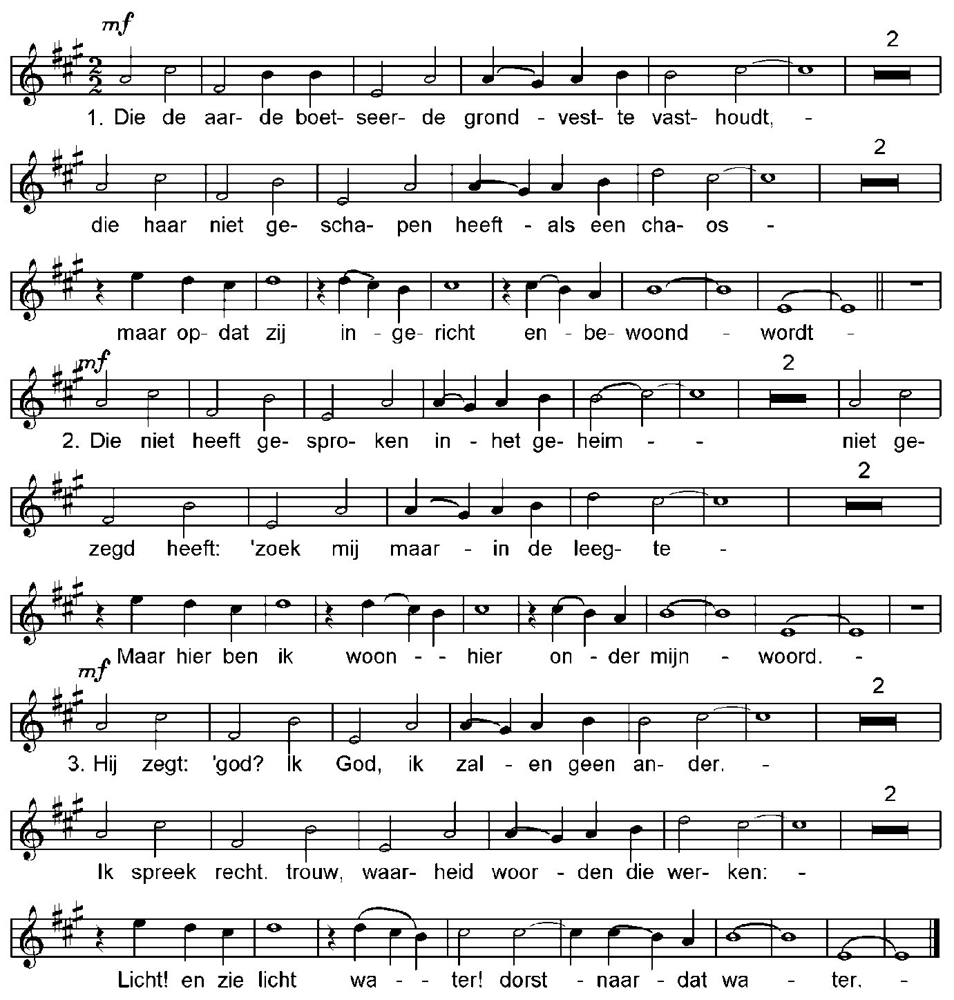 mf
2
2 2
1. Die de aar- de boet- seer- de grond - vest- te vast- houdt, -
2
die haar niet ge- scha- pen heeft - als een cha- os -
maar op- dat zij in - ge- richt en - be- woond - wordt -
mf
2
2. Die niet heeft ge- spro- ken in - het ge- heim - - niet ge-
2
zegd heeft: 'zoek mij maar - in de leeg- te -
Maar hier ben ik woon - - hier on - der mijn - woord. -
mf
2
3. Hij zegt: 'god? Ik God, ik zal - en geen an- der. -
2
Ik spreek recht. trouw, waar- heid woor - den die wer- ken: -
Licht! en zie licht wa - - ter! dorst - naar - dat wa - ter. -